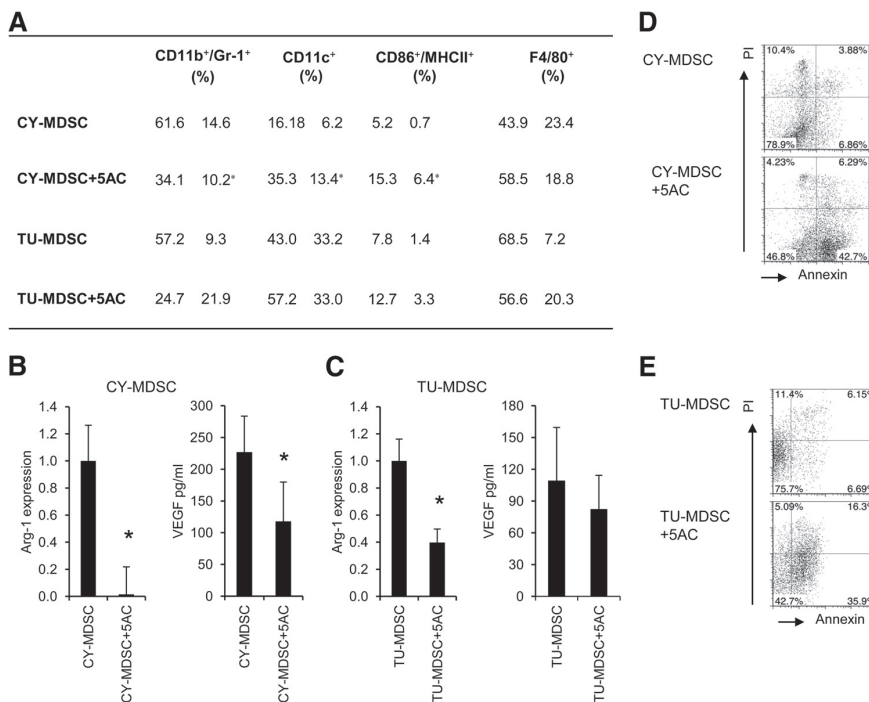 A
CD11b⁺/Gr-1⁺ CD11c⁺ CD86⁺/MHCII⁺ F4/80⁺
(%) (%) (%) (%)
CY-MDSC 61.6 14.6 16.18 6.2 5.2 0.7 43.9 23.4
CY-MDSC+5AC 34.1 10.2* 35.3 13.4* 15.3 6.4* 58.5 18.8
TU-MDSC 57.2 9.3 43.0 33.2 7.8 1.4 68.5 7.2
TU-MDSC+5AC 24.7 21.9 57.2 33.0 12.7 3.3 56.6 20.3
B
CY-MDSC
Arg-1 expression
1.4
1.2
1.0
0.8
0.6
0.4
0.2
0.0
*
CY-MDSC
CY-MDSC+5AC
VEGF pg/ml
300
250
200
150
100
50
0
*
CY-MDSC
CY-MDSC+5AC
C
TU-MDSC
Arg-1 expression
1.4
1.2
1.0
0.8
0.6
0.4
0.2
0.0
*
TU-MDSC
TU-MDSC+5AC
VEGF pg/ml
180
150
120
90
60
30
0
TU-MDSC
TU-MDSC+5AC
D
CY-MDSC
PI
10.4% 3.88%
78.9% 6.86%
CY-MDSC
+5AC
4.23% 6.29%
46.8% 42.7%
Annexin
E
TU-MDSC
PI
11.4% 6.15%
75.7% 6.69%
TU-MDSC
+5AC
5.09% 16.3%
42.7% 35.9%
Annexin